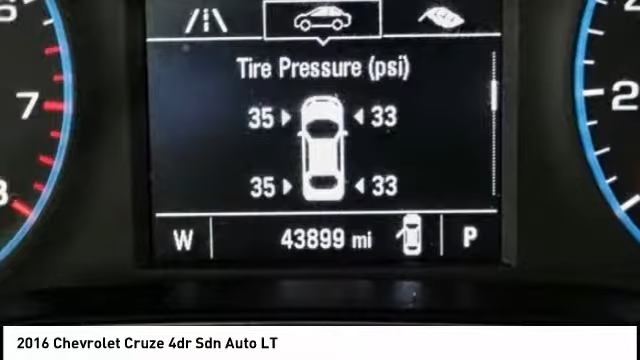 6
Tire Pressure (psi)
7 35 33 2
35 33
8
W 43899 mi P
2016 Chevrolet Cruze 4dr Sdn Auto LT